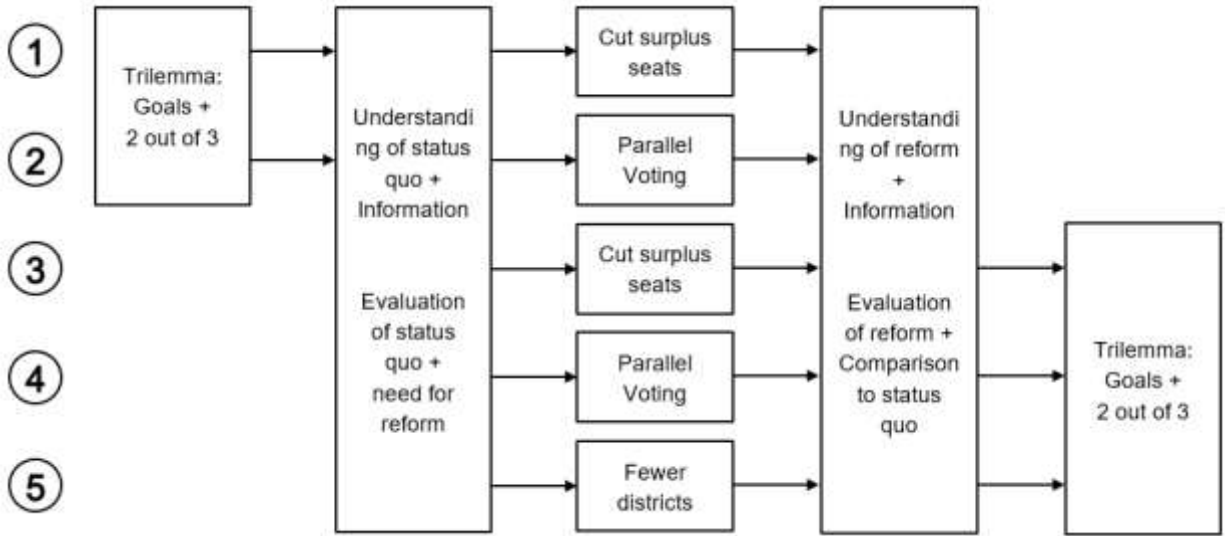 1
2
3
4
5
Trilemma:
Goals +
2 out of 3
Understandi
ng of status
quo +
Information
Evaluation
of status
quo +
need for
reform
Cut surplus
seats
Parallel
Voting
Cut surplus
seats
Parallel
Voting
Fewer
districts
Understandi
ng of reform
+
Information
Evaluation
of reform +
Comparison
to status
quo
Trilemma:
Goals +
2 out of 3